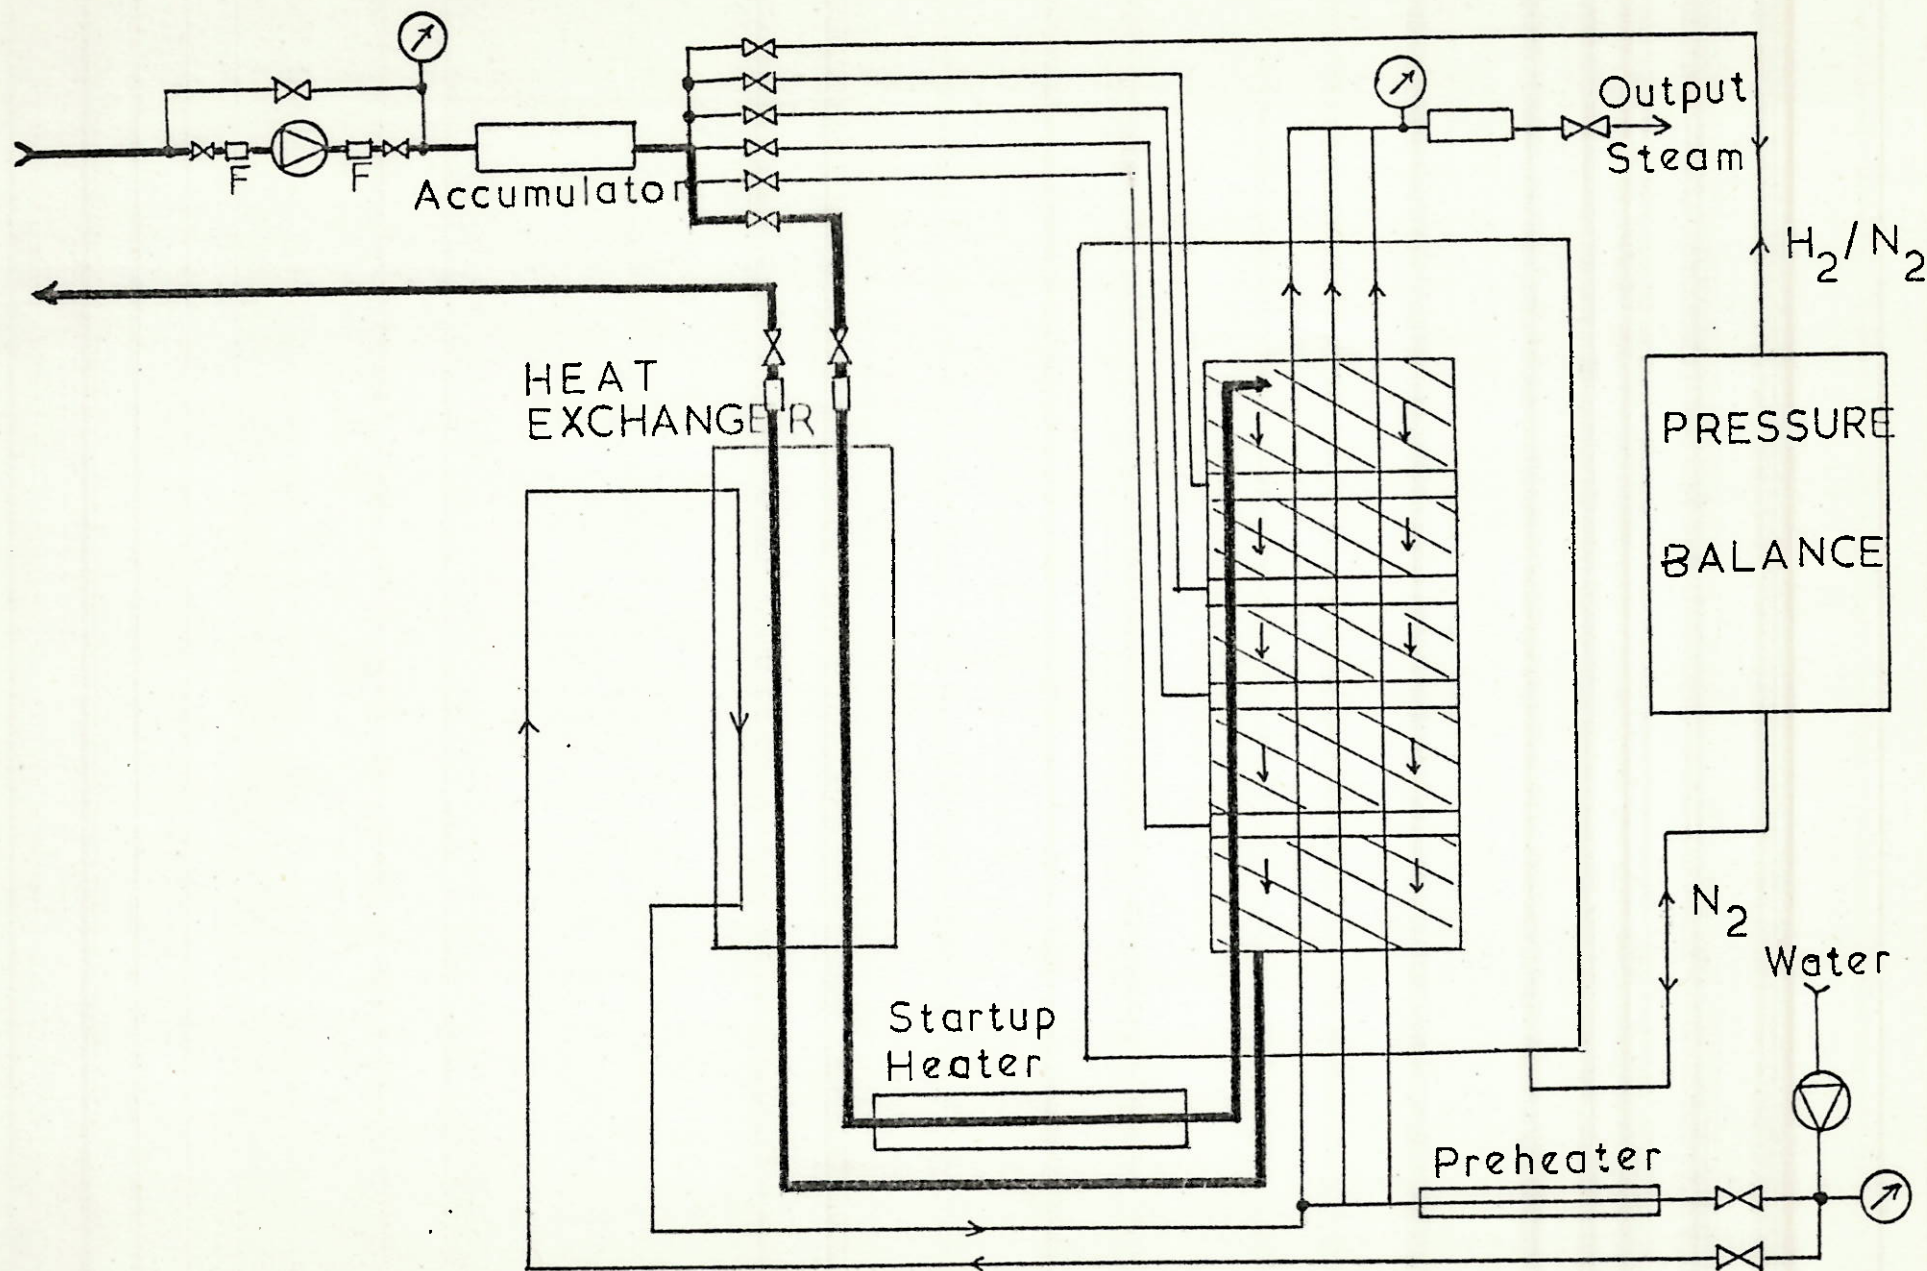 F
F
Accumulator
Output
Steam
H2/N2
HEAT
EXCHANGER
PRESSURE
BALANCE
N2
Water
Startup
Heater
Preheater